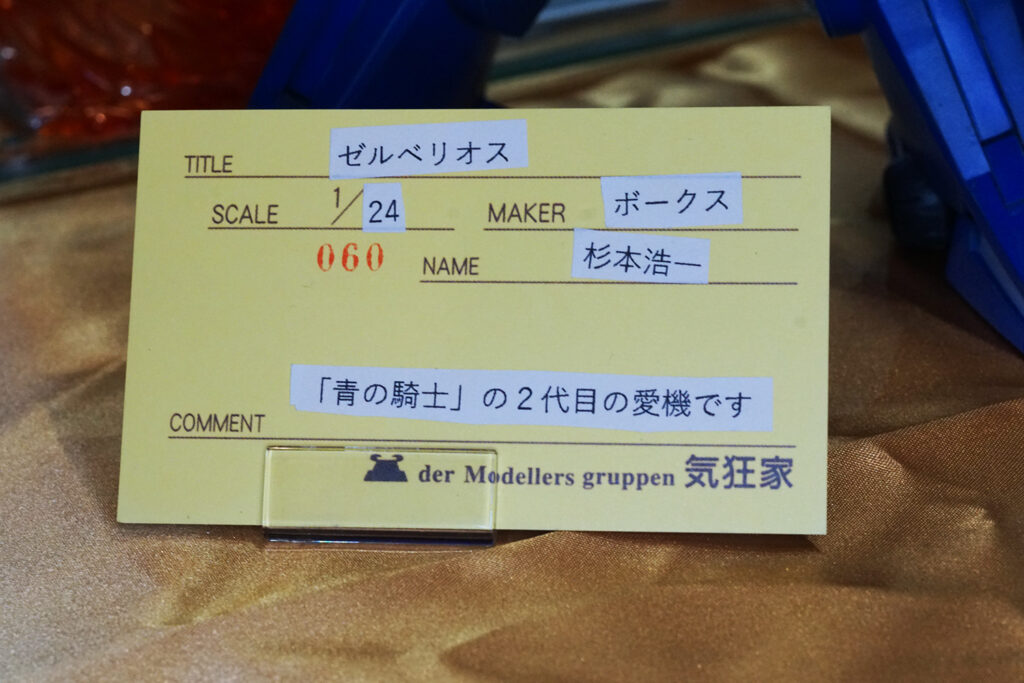 TITLE ゼルベリオス
SCALE 1/24 MAKER ボークス
060 NAME 杉本浩一
COMMENT 「青の騎士」の2代目の愛機です
der Modellers gruppen 気狂家